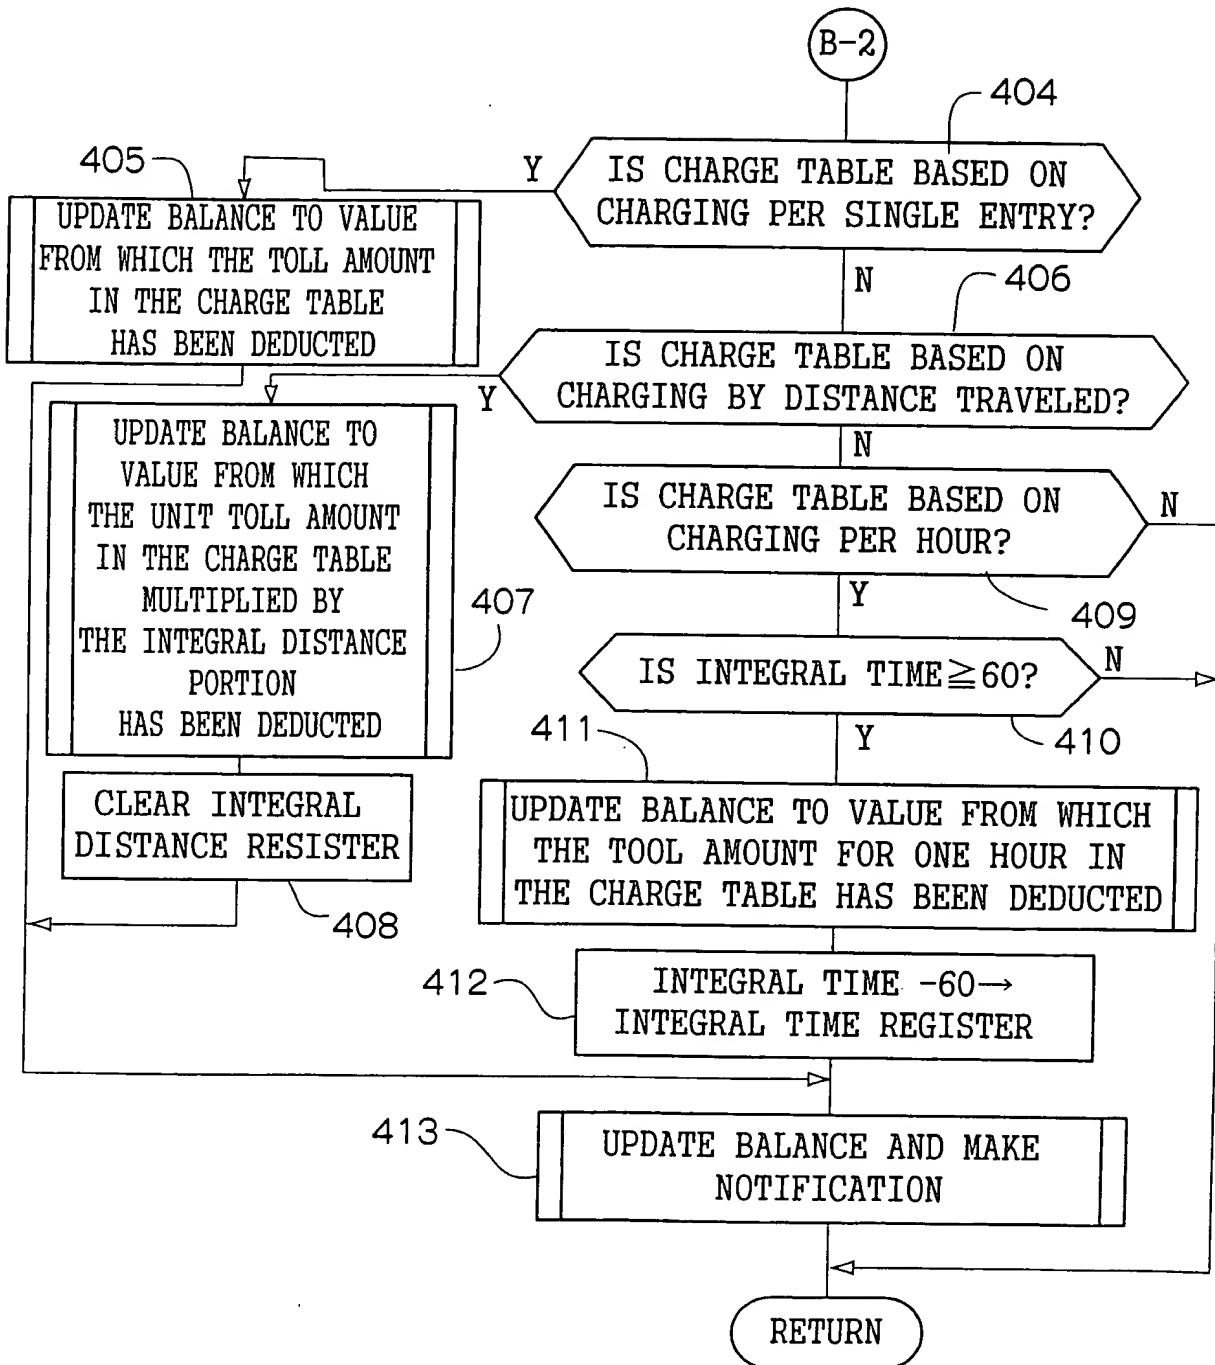 B-2
404
IS CHARGE TABLE BASED ON
CHARGING PER SINGLE ENTRY?
Y
N
405
UPDATE BALANCE TO VALUE
FROM WHICH THE TOLL AMOUNT
IN THE CHARGE TABLE
HAS BEEN DEDUCTED
406
IS CHARGE TABLE BASED ON
CHARGING BY DISTANCE TRAVELED?
Y
N
UPDATE BALANCE TO
VALUE FROM WHICH
THE UNIT TOLL AMOUNT
IN THE CHARGE TABLE
MULTIPLIED BY
THE INTEGRAL DISTANCE
PORTION
HAS BEEN DEDUCTED
407
IS CHARGE TABLE BASED ON
CHARGING PER HOUR?
N
Y
409
IS INTEGRAL TIME≧60?
N
Y
410
CLEAR INTEGRAL
DISTANCE RESISTER
408
411
UPDATE BALANCE TO VALUE FROM WHICH
THE TOOL AMOUNT FOR ONE HOUR IN
THE CHARGE TABLE HAS BEEN DEDUCTED
412
INTEGRAL TIME -60→
INTEGRAL TIME REGISTER
413
UPDATE BALANCE AND MAKE
NOTIFICATION
RETURN